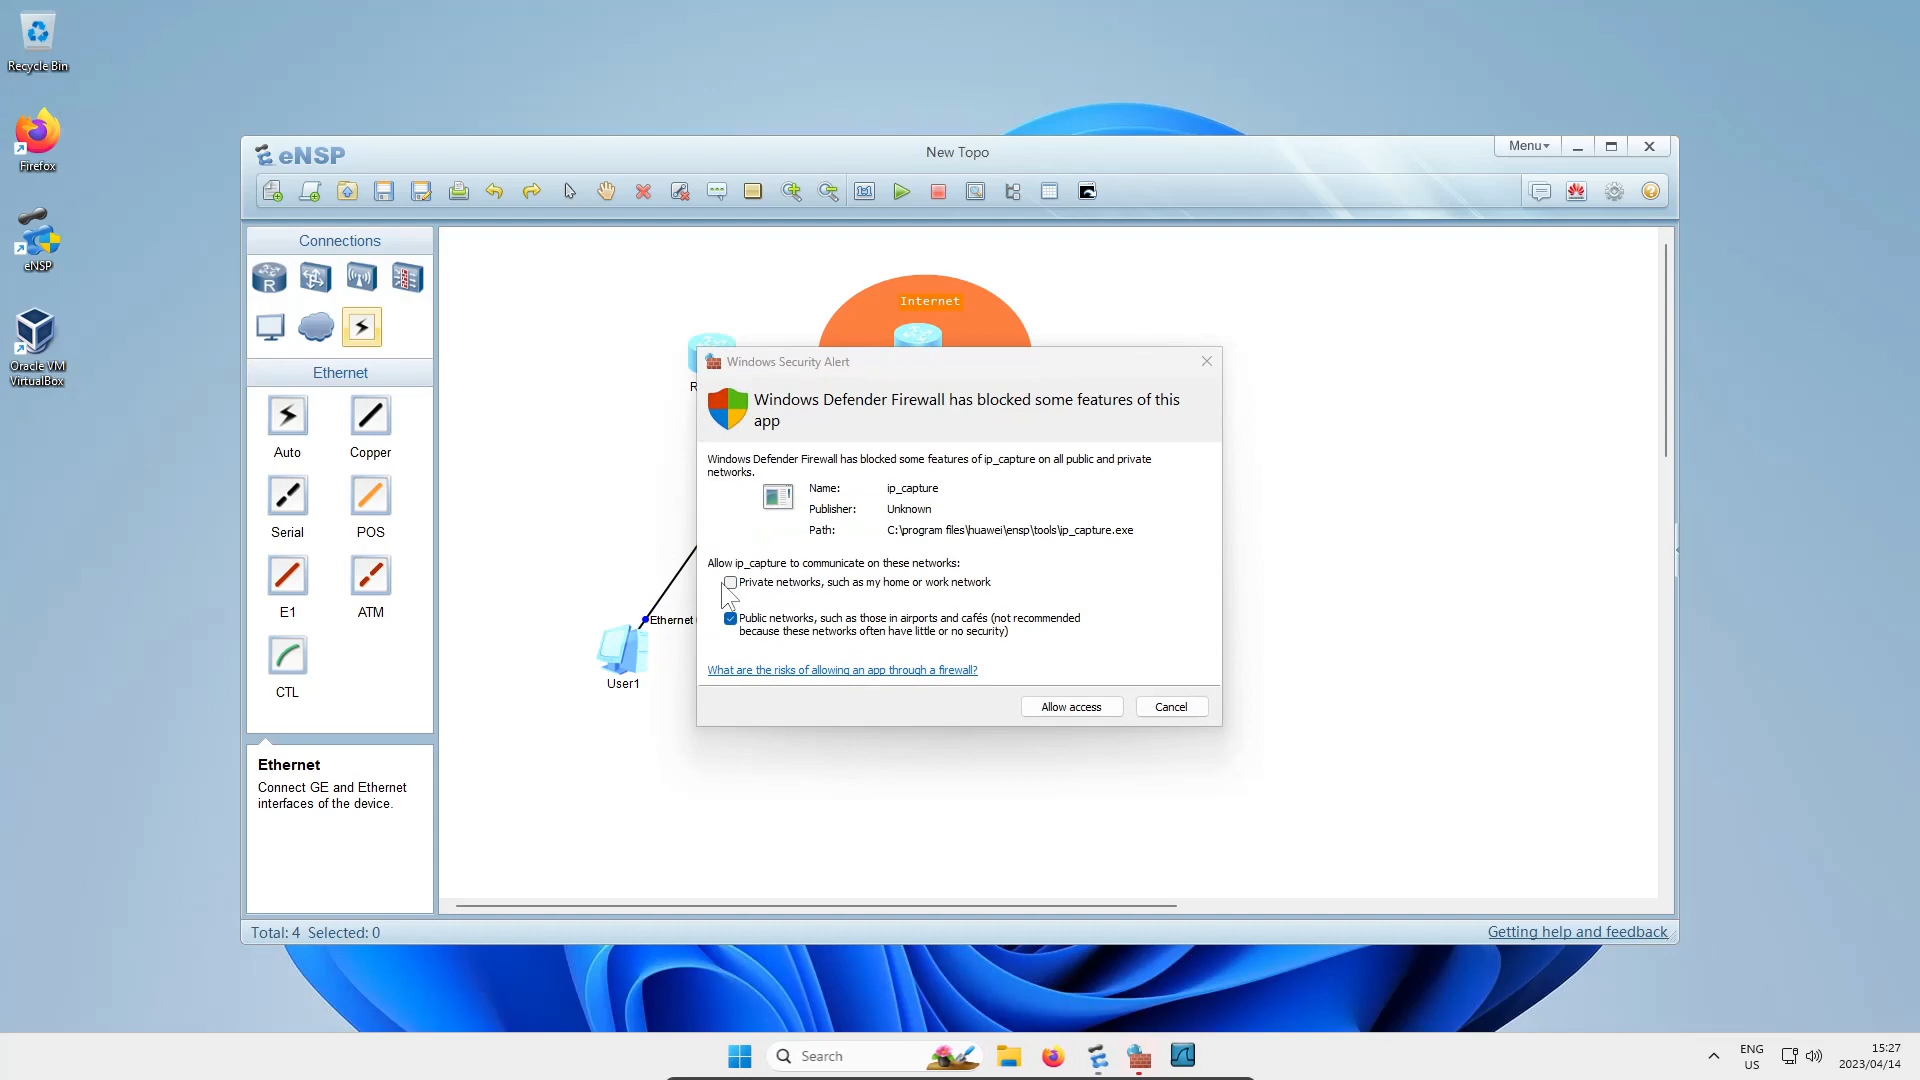 Recycle Bin
Firefox
eNSP
Oracle VM
VirtualBox
eNSP
New Topo
Menu
1:1
Connections
R
Ethernet
Auto
Copper
Serial
POS
E1
ATM
CTL
Ethernet
Connect GE and Ethernet
interfaces of the device.
Internet
R
Ethernet
User1
Windows Security Alert
Windows Defender Firewall has blocked some features of this
app
Windows Defender Firewall has blocked some features of ip_capture on all public and private
networks.
Name: ip_capture
Publisher: Unknown
Path: C:\program files\huawei\ensp\tools\ip_capture.exe
Allow ip_capture to communicate on these networks:
Private networks, such as my home or work network
Public networks, such as those in airports and cafés (not recommended
because these networks often have little or no security)
What are the risks of allowing an app through a firewall?
Allow access
Cancel
Total: 4 Selected: 0
Getting help and feedback
Search
ENG
US
15:27
2023/04/14